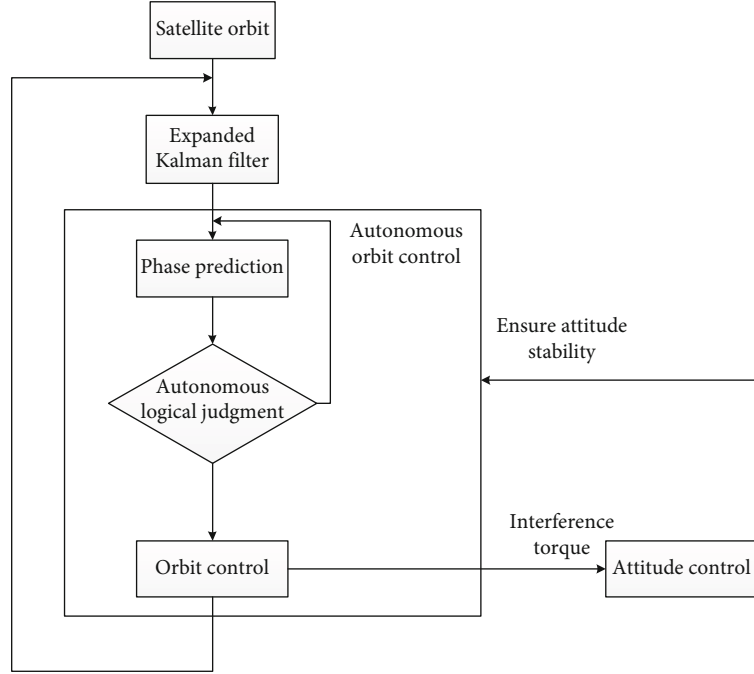 Satellite orbit
Expanded
Kalman filter
Autonomous
orbit control
Phase prediction
Ensure attitude
stability
Autonomous
logical judgment
Interference
torque
Orbit control
Attitude control